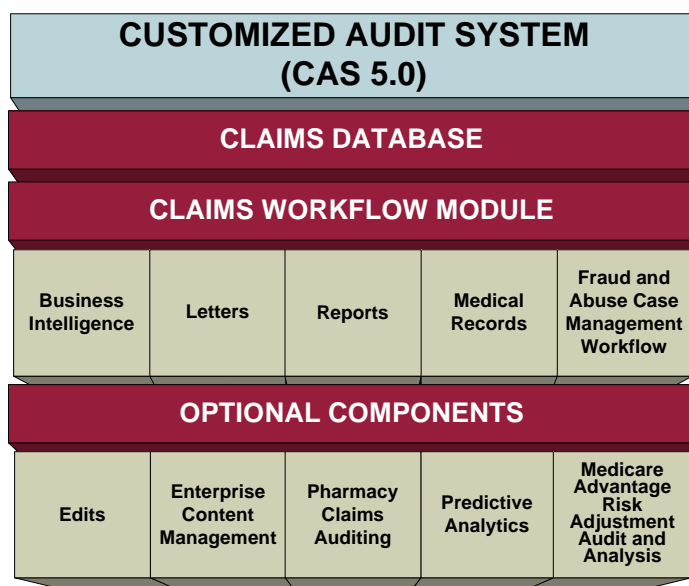 CUSTOMIZED AUDIT SYSTEM
(CAS 5.0)
CLAIMS DATABASE
CLAIMS WORKFLOW MODULE
Business
Intelligence
Letters
Reports
Medical
Records
Fraud and
Abuse Case
Management
Workflow
OPTIONAL COMPONENTS
Edits
Enterprise
Content
Management
Pharmacy
Claims
Auditing
Predictive
Analytics
Medicare
Advantage
Risk
Adjustment
Audit and
Analysis